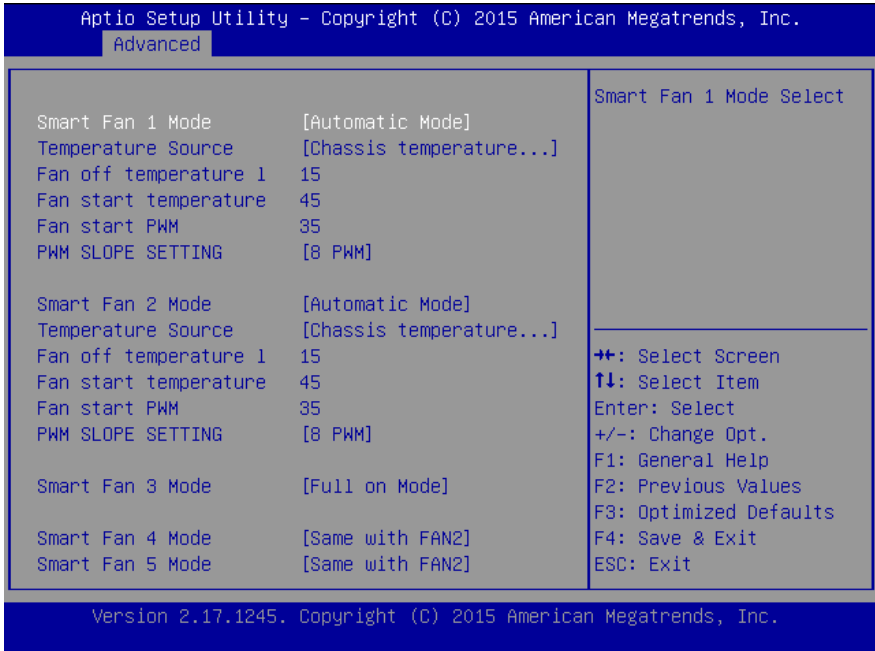 Aptio Setup Utility – Copyright (C) 2015 American Megatrends, Inc.
Advanced
Smart Fan 1 Mode [Automatic Mode]
Temperature Source [Chassis temperature...]
Fan off temperature l 15
Fan start temperature 45
Fan start PWM 35
PWM SLOPE SETTING [8 PWM]
Smart Fan 2 Mode [Automatic Mode]
Temperature Source [Chassis temperature...]
Fan off temperature l 15
Fan start temperature 45
Fan start PWM 35
PWM SLOPE SETTING [8 PWM]
Smart Fan 3 Mode [Full on Mode]
Smart Fan 4 Mode [Same with FAN2]
Smart Fan 5 Mode [Same with FAN2]
Smart Fan 1 Mode Select
→←: Select Screen
↑↓: Select Item
Enter: Select
+/-: Change Opt.
F1: General Help
F2: Previous Values
F3: Optimized Defaults
F4: Save & Exit
ESC: Exit
Version 2.17.1245. Copyright (C) 2015 American Megatrends, Inc.